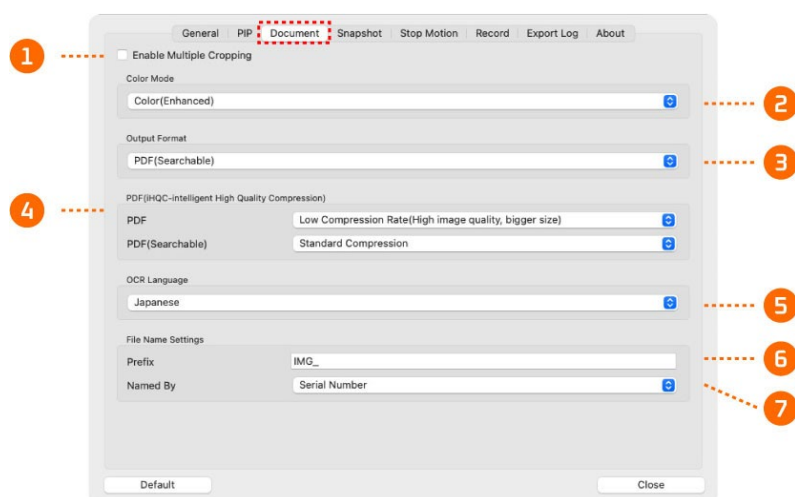 General PIP Document Snapshot Stop Motion Record Export Log About
1 Enable Multiple Cropping
Color Mode
Color(Enhanced) 2
Output Format
PDF(Searchable) 3
PDF(iHQC-intelligent High Quality Compression)
4 PDF Low Compression Rate(High image quality, bigger size)
PDF(Searchable) Standard Compression
OCR Language
Japanese 5
File Name Settings
Prefix IMG_ 6
Named By Serial Number 7
Default Close